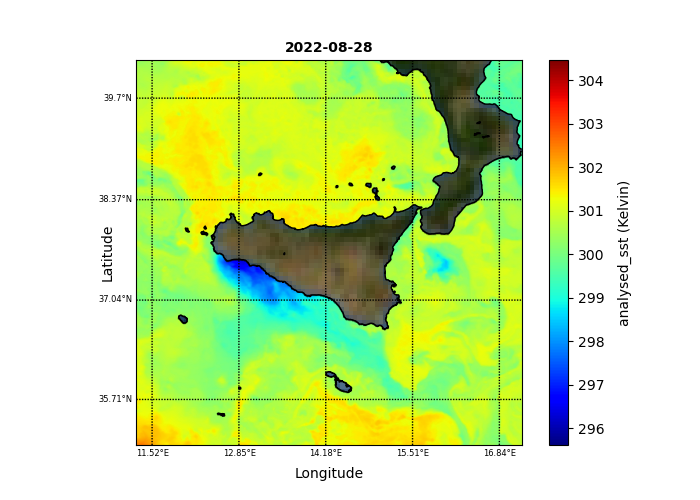 2022-08-28
39.7°N
38.37°N
37.04°N
35.71°N
Latitude
11.52°E
12.85°E
14.18°E
15.51°E
16.84°E
Longitude
304
303
302
301
300
299
298
297
296
analysed_sst (Kelvin)